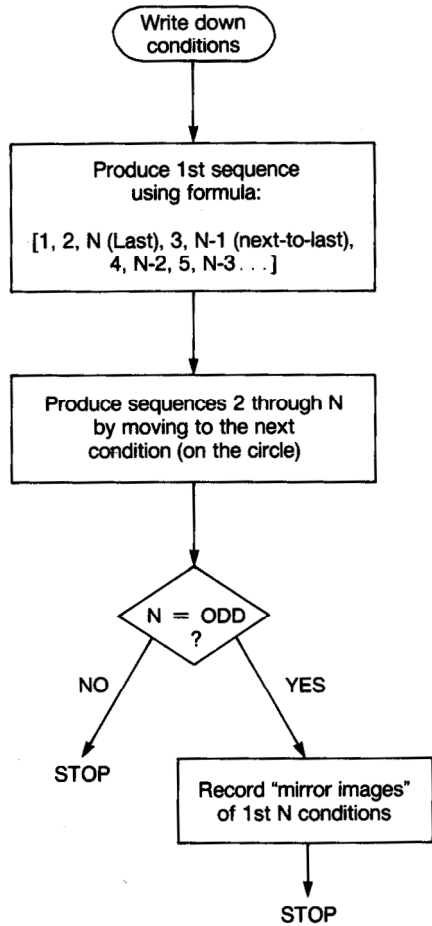 Write down
conditions
Produce 1st sequence
using formula:
[1, 2, N (Last), 3, N-1 (next-to-last),
4, N-2, 5, N-3 . . . ]
Produce sequences 2 through N
by moving to the next
condition (on the circle)
N = ODD
?
NO
YES
STOP
Record “mirror images”
of 1st N conditions
STOP